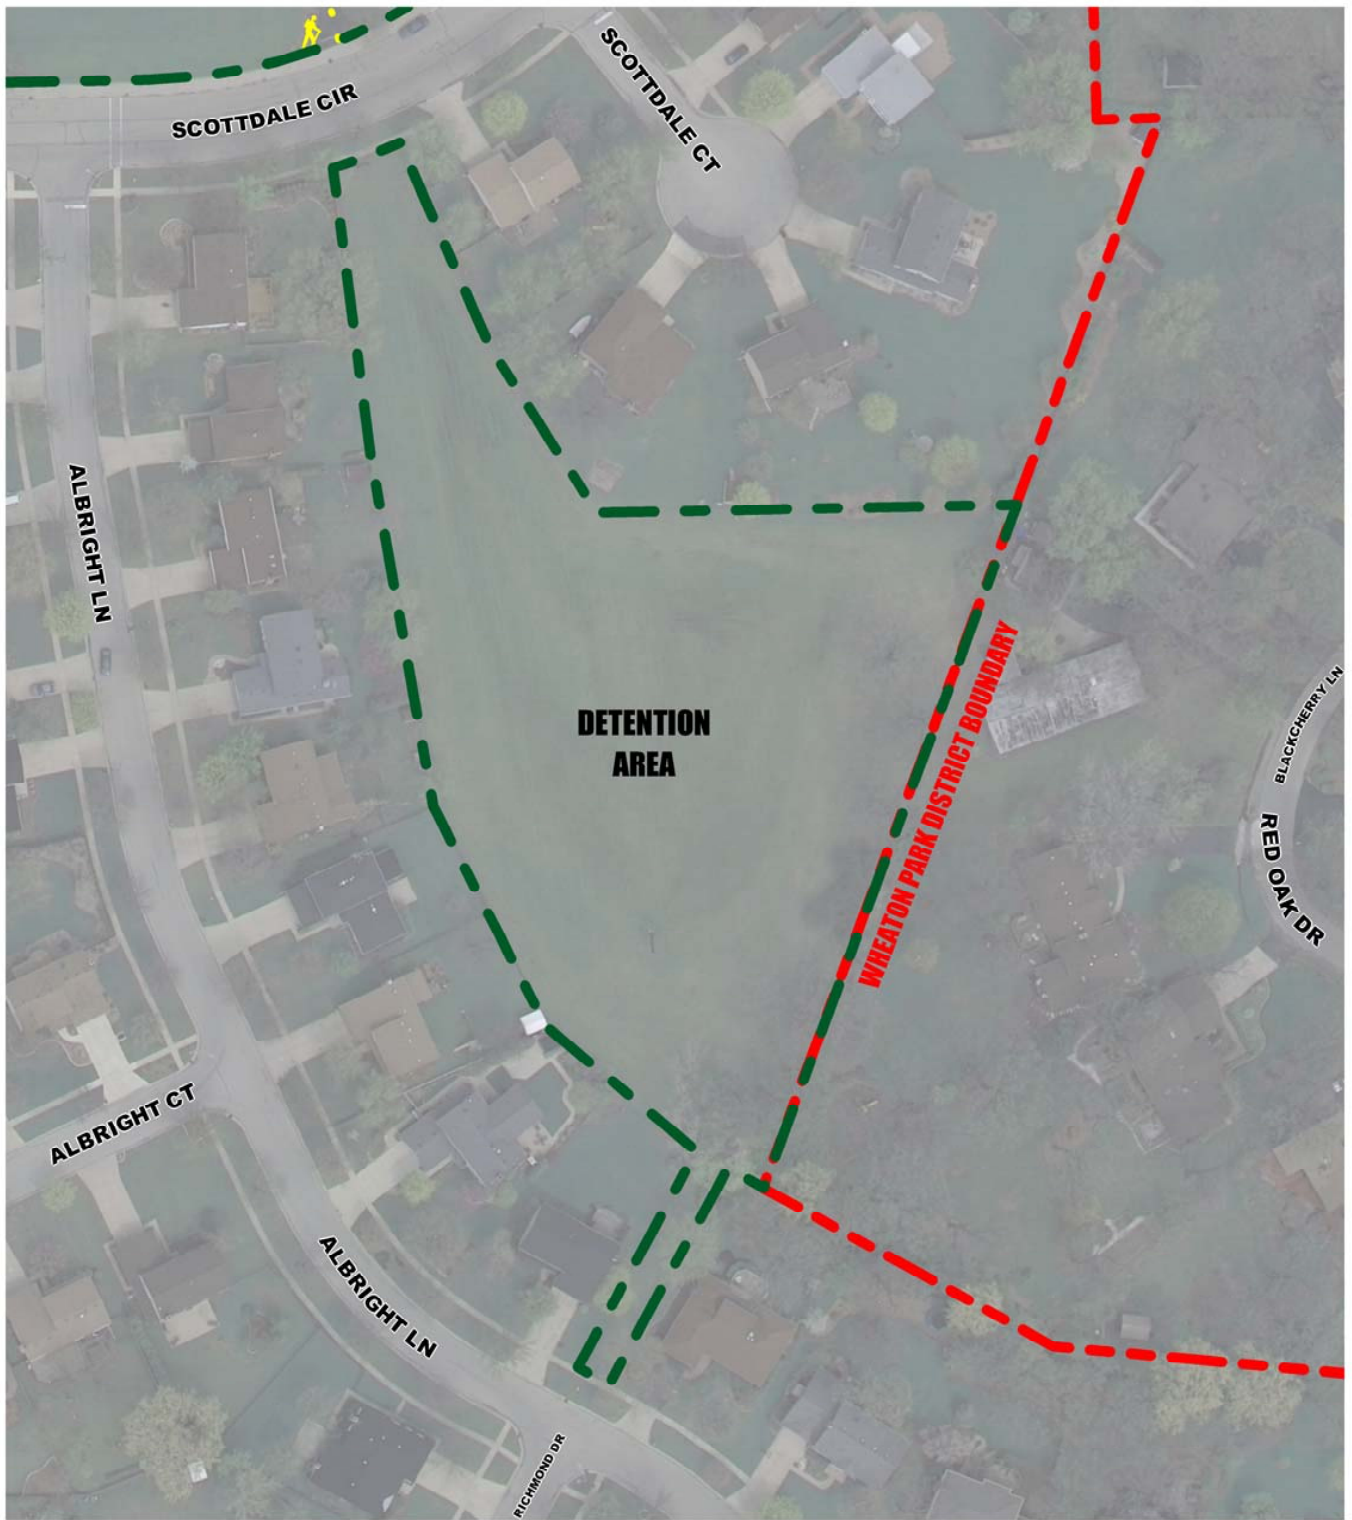 SCOTTDALE CIR
SCOTTDALE CT
ALBRIGHT LN
DETENTION
AREA
WHEATON PARK DISTRICT BOUNDARY
BLACKCHERRY LN
RED OAK DR
ALBRIGHT CT
ALBRIGHT LN
RICHMOND DR